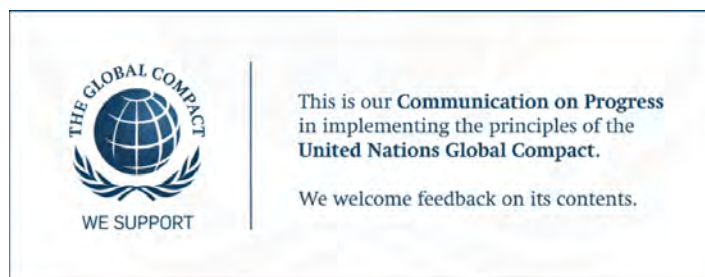 THE GLOBAL COMPACT
WE SUPPORT
This is our Communication on Progress
in implementing the principles of the
United Nations Global Compact.
We welcome feedback on its contents.